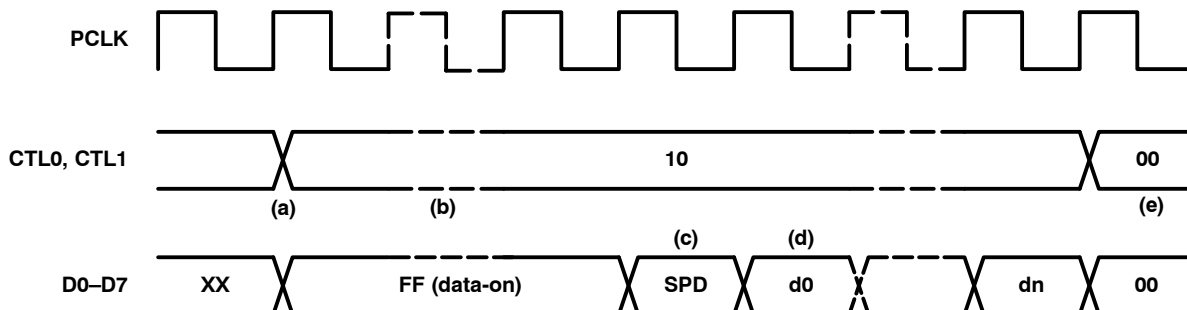 PCLK
CTL0, CTL1
10
00
(a)
(b)
(e)
(c)
(d)
D0–D7
XX
FF (data-on)
SPD
d0
dn
00